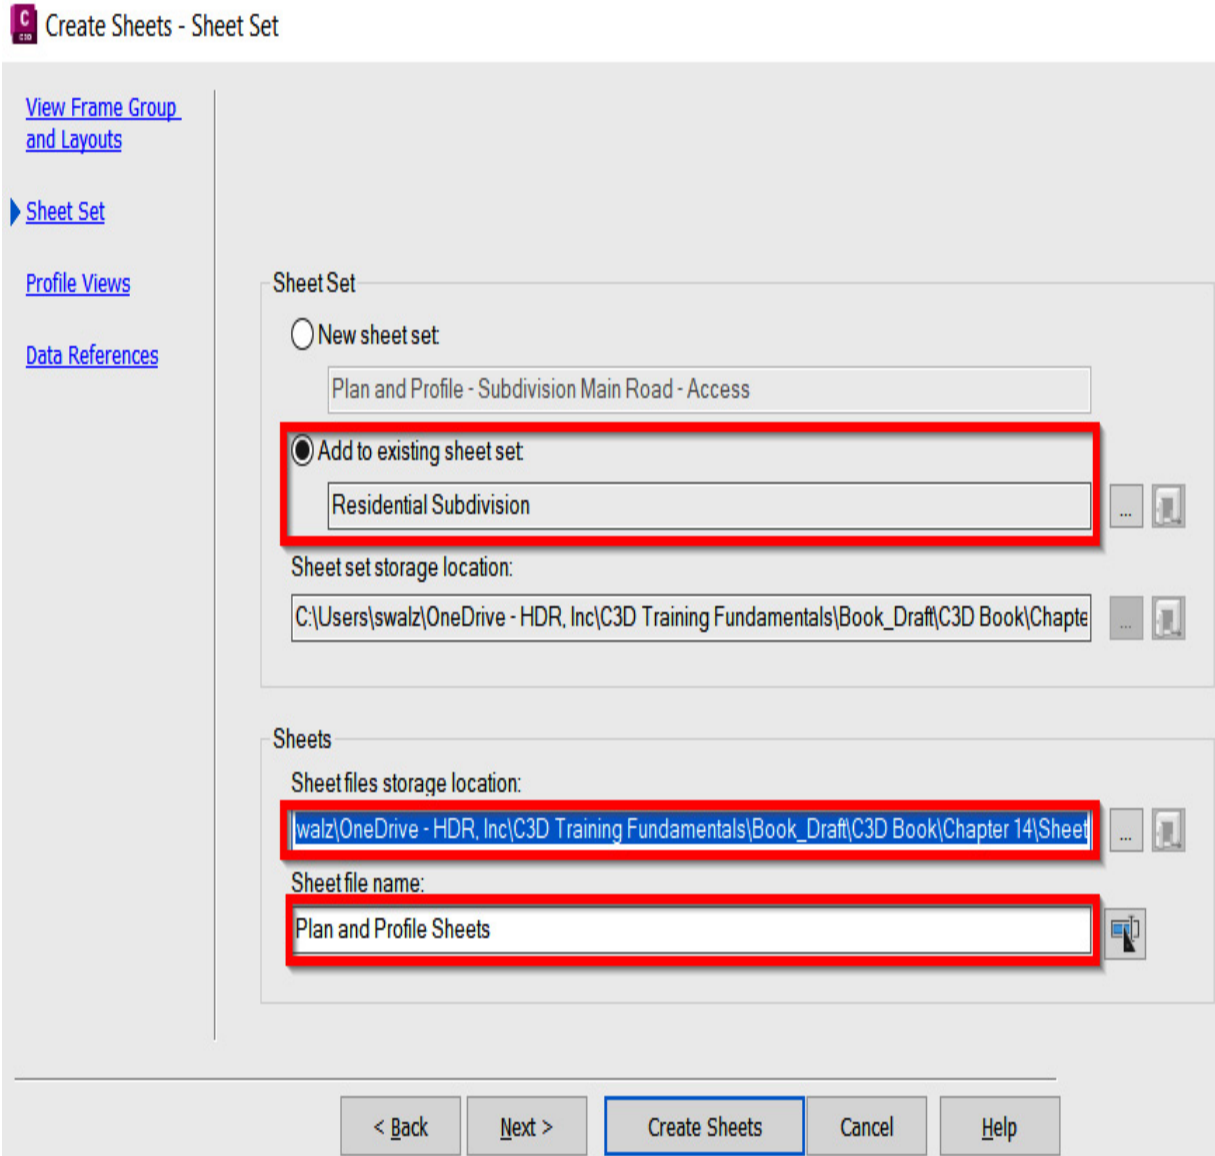 C
C3D
Create Sheets - Sheet Set
View Frame Group
and Layouts
Sheet Set
Profile Views
Data References
Sheet Set
New sheet set:
Plan and Profile - Subdivision Main Road - Access
Add to existing sheet set:
Residential Subdivision
...
Sheet set storage location:
C:\Users\swalz\OneDrive - HDR, Inc\C3D Training Fundamentals\Book_Draft\C3D Book\Chapte
...
Sheets
Sheet files storage location:
walz\OneDrive - HDR, Inc\C3D Training Fundamentals\Book_Draft\C3D Book\Chapter 14\Sheet
...
Sheet file name:
Plan and Profile Sheets
< Back
Next >
Create Sheets
Cancel
Help